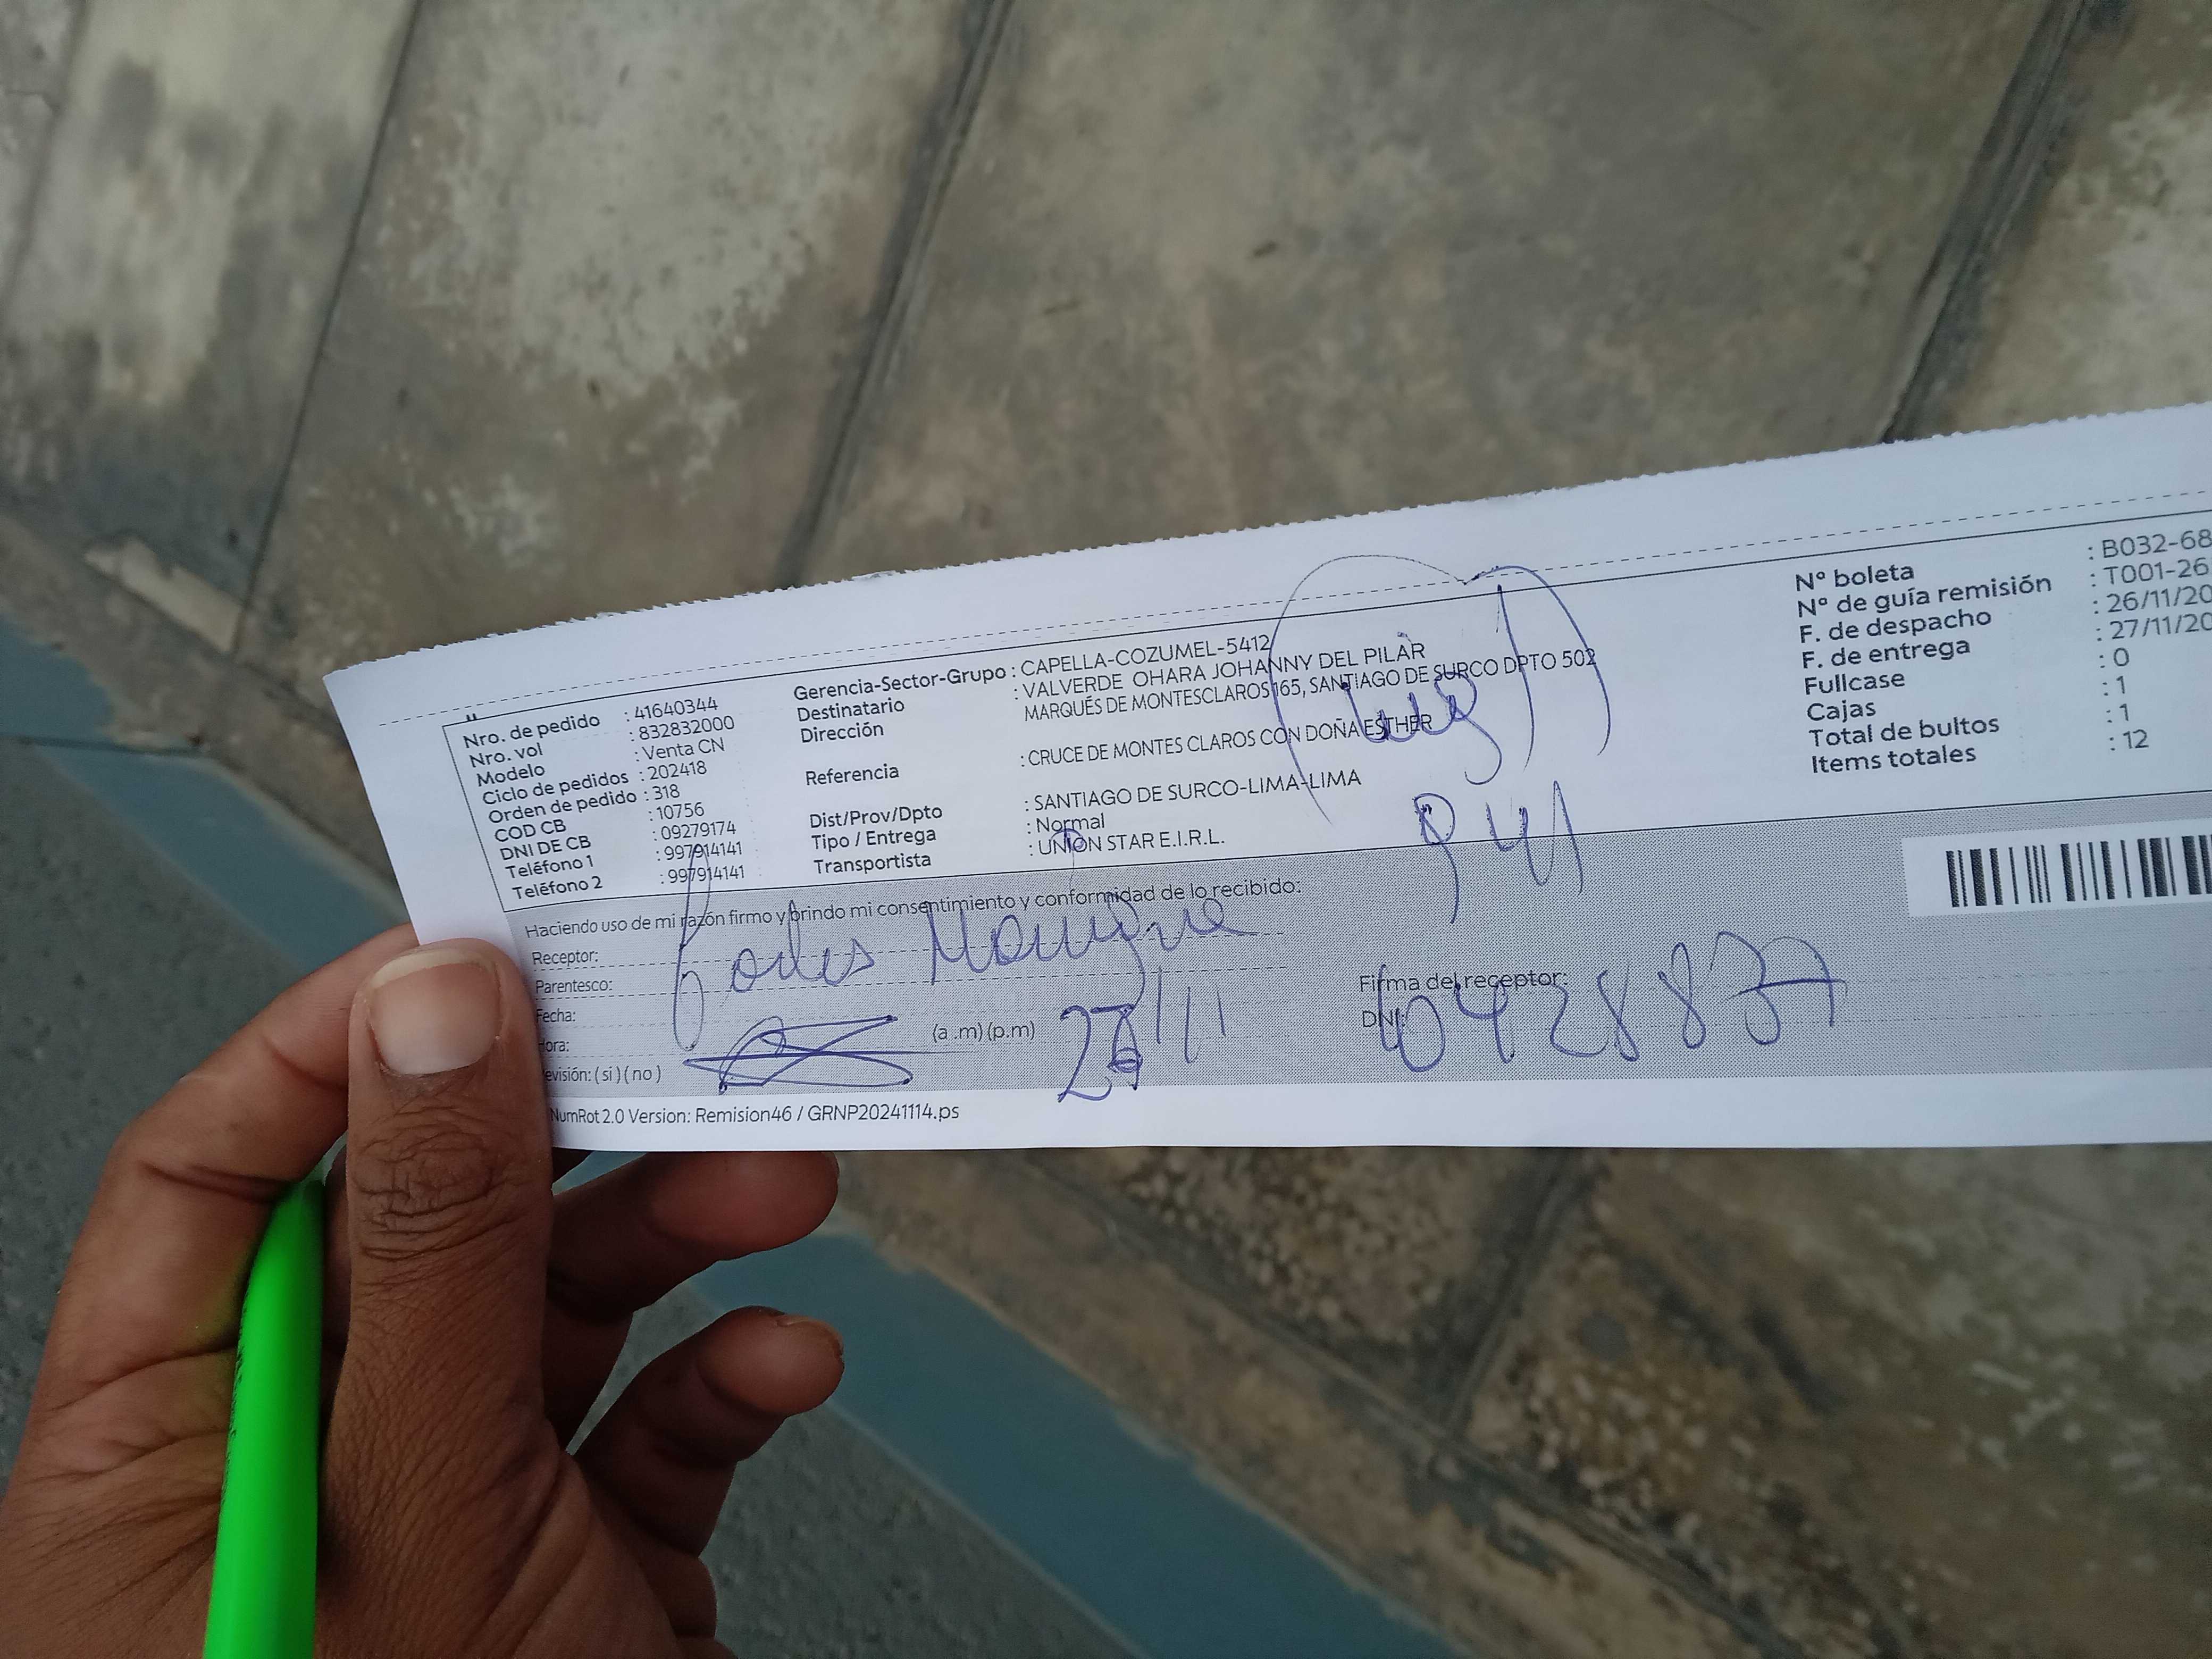 Nro. de pedido : 41640344
Nro. vol : 832832000
Modelo : Venta CN
Ciclo de pedidos : 202418
Orden de pedido : 318
COD CB : 10756
DNI DE CB : 09279174
Teléfono 1 : 997914141
Teléfono 2 : 997914141
Gerencia-Sector-Grupo : CAPELLA-COZUMEL-5412
Destinatario : VALVERDE OHARA JOHANNY DEL PILAR
Dirección MARQUÉS DE MONTESCLAROS 165, SANTIAGO DE SURCO DPTO 502
Referencia : CRUCE DE MONTES CLAROS CON DOÑA ESTHER
Dist/Prov/Dpto : SANTIAGO DE SURCO-LIMA-LIMA
Tipo / Entrega : Normal
Transportista : UNION STAR E.I.R.L.
Nº boleta : B032-68
Nº de guía remisión : T001-26
F. de despacho : 26/11/20
F. de entrega : 27/11/20
Fullcase : 0
Cajas : 1
Total de bultos : 1
Items totales : 12
Haciendo uso de mi razón firmo y brindo mi consentimiento y conformidad de lo recibido:
Receptor:
Parentesco:
Fecha:
Hora:
(a .m) (p.m)
evisión: ( si ) ( no )
Firma del receptor:
DNI:
NumRot 2.0 Version: Remision46 / GRNP20241114.ps